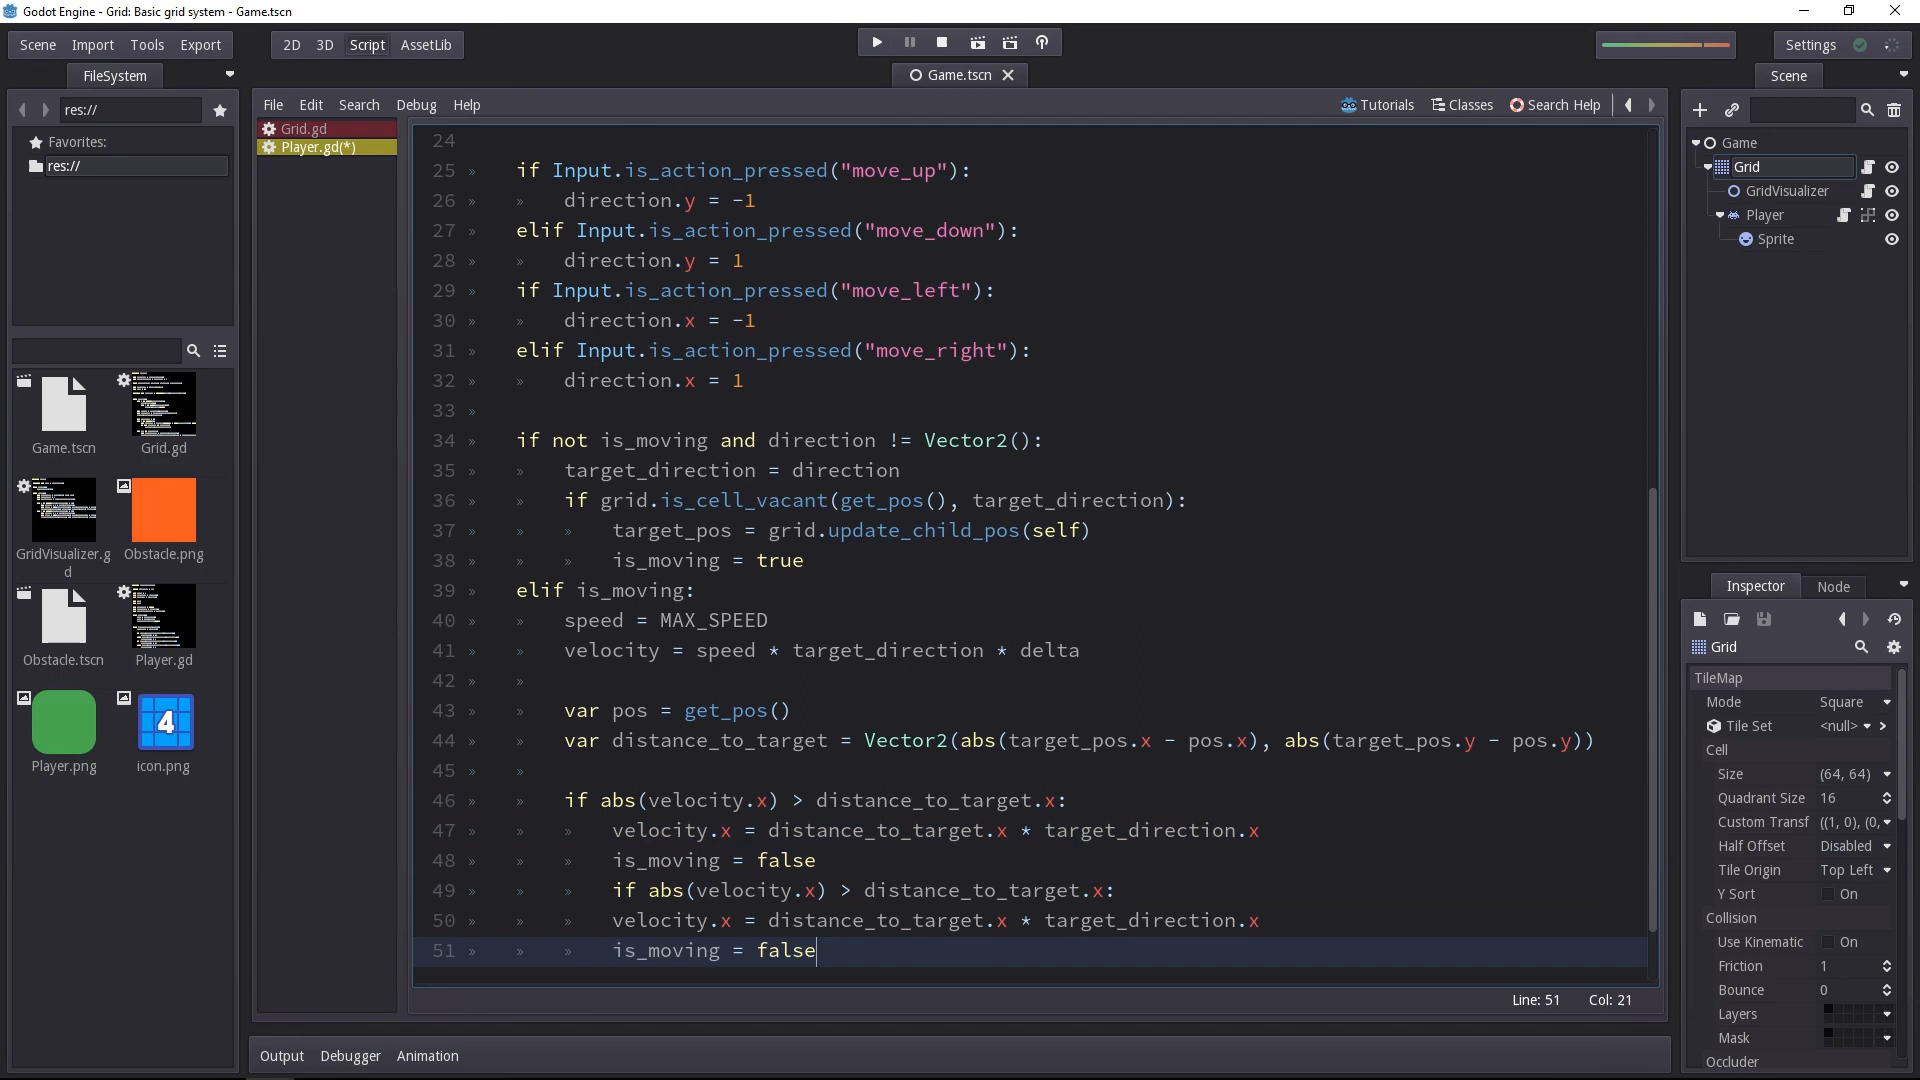 Godot Engine - Grid: Basic grid system - Game.tscn
Scene Import Tools Export
2D 3D Script AssetLib
Settings
FileSystem
Game.tscn
Scene
res://
Favorites:
res://
Game.tscn
Grid.gd
GridVisualizer.g
d
Obstacle.png
Obstacle.tscn
Player.gd
Player.png
4
icon.png
File Edit Search Debug Help
Tutorials Classes Search Help
Grid.gd
Player.gd(*)
24
25 » if Input.is_action_pressed("move_up"):
26 » » direction.y = -1
27 » elif Input.is_action_pressed("move_down"):
28 » » direction.y = 1
29 » if Input.is_action_pressed("move_left"):
30 » » direction.x = -1
31 » elif Input.is_action_pressed("move_right"):
32 » » direction.x = 1
33 »
34 » if not is_moving and direction != Vector2():
35 » » target_direction = direction
36 » » if grid.is_cell_vacant(get_pos(), target_direction):
37 » » » target_pos = grid.update_child_pos(self)
38 » » » is_moving = true
39 » elif is_moving:
40 » » speed = MAX_SPEED
41 » » velocity = speed * target_direction * delta
42 » »
43 » » var pos = get_pos()
44 » » var distance_to_target = Vector2(abs(target_pos.x - pos.x), abs(target_pos.y - pos.y))
45 » »
46 » » if abs(velocity.x) > distance_to_target.x:
47 » » » velocity.x = distance_to_target.x * target_direction.x
48 » » » is_moving = false
49 » » » if abs(velocity.x) > distance_to_target.x:
50 » » » velocity.x = distance_to_target.x * target_direction.x
51 » » » is_moving = false
Line: 51 Col: 21
Output Debugger Animation
Game
Grid
GridVisualizer
Player
Sprite
Inspector Node
Grid
TileMap
Mode Square
Tile Set <null>
Cell
Size (64, 64)
Quadrant Size 16
Custom Transf ((1, 0), (0,
Half Offset Disabled
Tile Origin Top Left
Y Sort On
Collision
Use Kinematic On
Friction 1
Bounce 0
Layers
Mask
Occluder